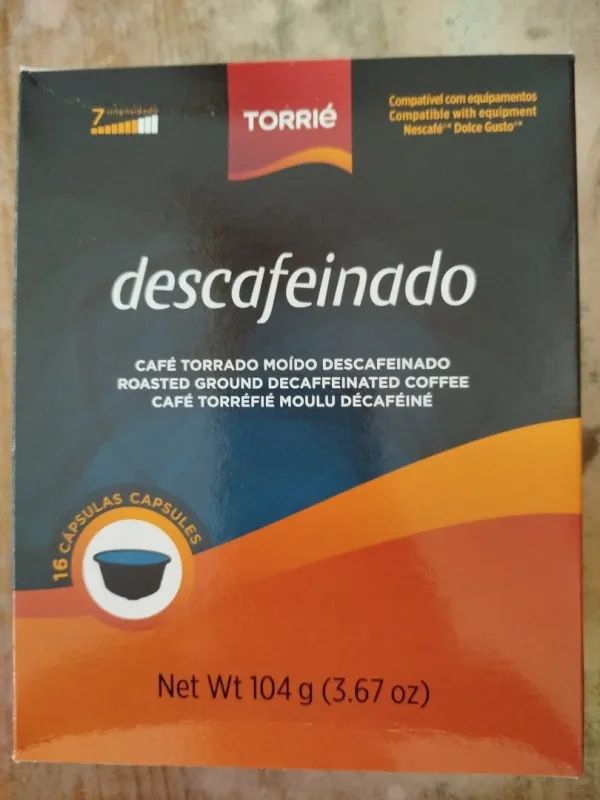 7 intensidade
TORRIÉ
Compatível com equipamentos
Compatible with equipment
Nescafé®* Dolce Gusto®*
descafeinado
CAFÉ TORRADO MOÍDO DESCAFEINADO
ROASTED GROUND DECAFFEINATED COFFEE
CAFÉ TORRÉFIÉ MOULU DÉCAFÉINÉ
16 CÁPSULAS CAPSULES
Net Wt 104 g (3.67 oz)